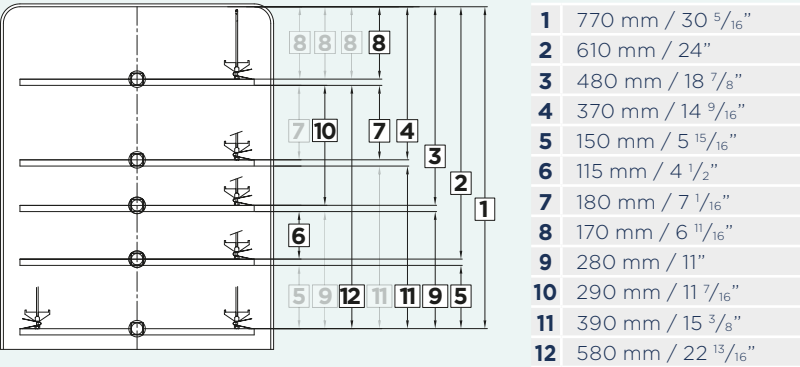 8 8 8 8
7 10 7 4
3
2
1
6
5 9 12 11 11 9 5
1 770 mm / 30 5/16”
2 610 mm / 24”
3 480 mm / 18 7/8”
4 370 mm / 14 9/16”
5 150 mm / 5 15/16”
6 115 mm / 4 1/2”
7 180 mm / 7 1/16”
8 170 mm / 6 11/16”
9 280 mm / 11”
10 290 mm / 11 7/16”
11 390 mm / 15 3/8”
12 580 mm / 22 13/16”